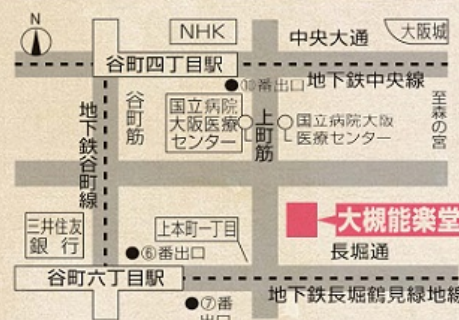 N
NHK
中央大通
大阪城
谷町四丁目駅
地下鉄中央線
●⑩番出口
至森の宮
谷町筋
国立病院
大阪医療
センター
上町筋
国立病院大阪
医療センター
地下鉄谷町線
大槻能楽堂
三井住友
銀行
上本町一丁目
長堀通
●⑥番出口
谷町六丁目駅
地下鉄長堀鶴見緑地線
●⑦番
出口